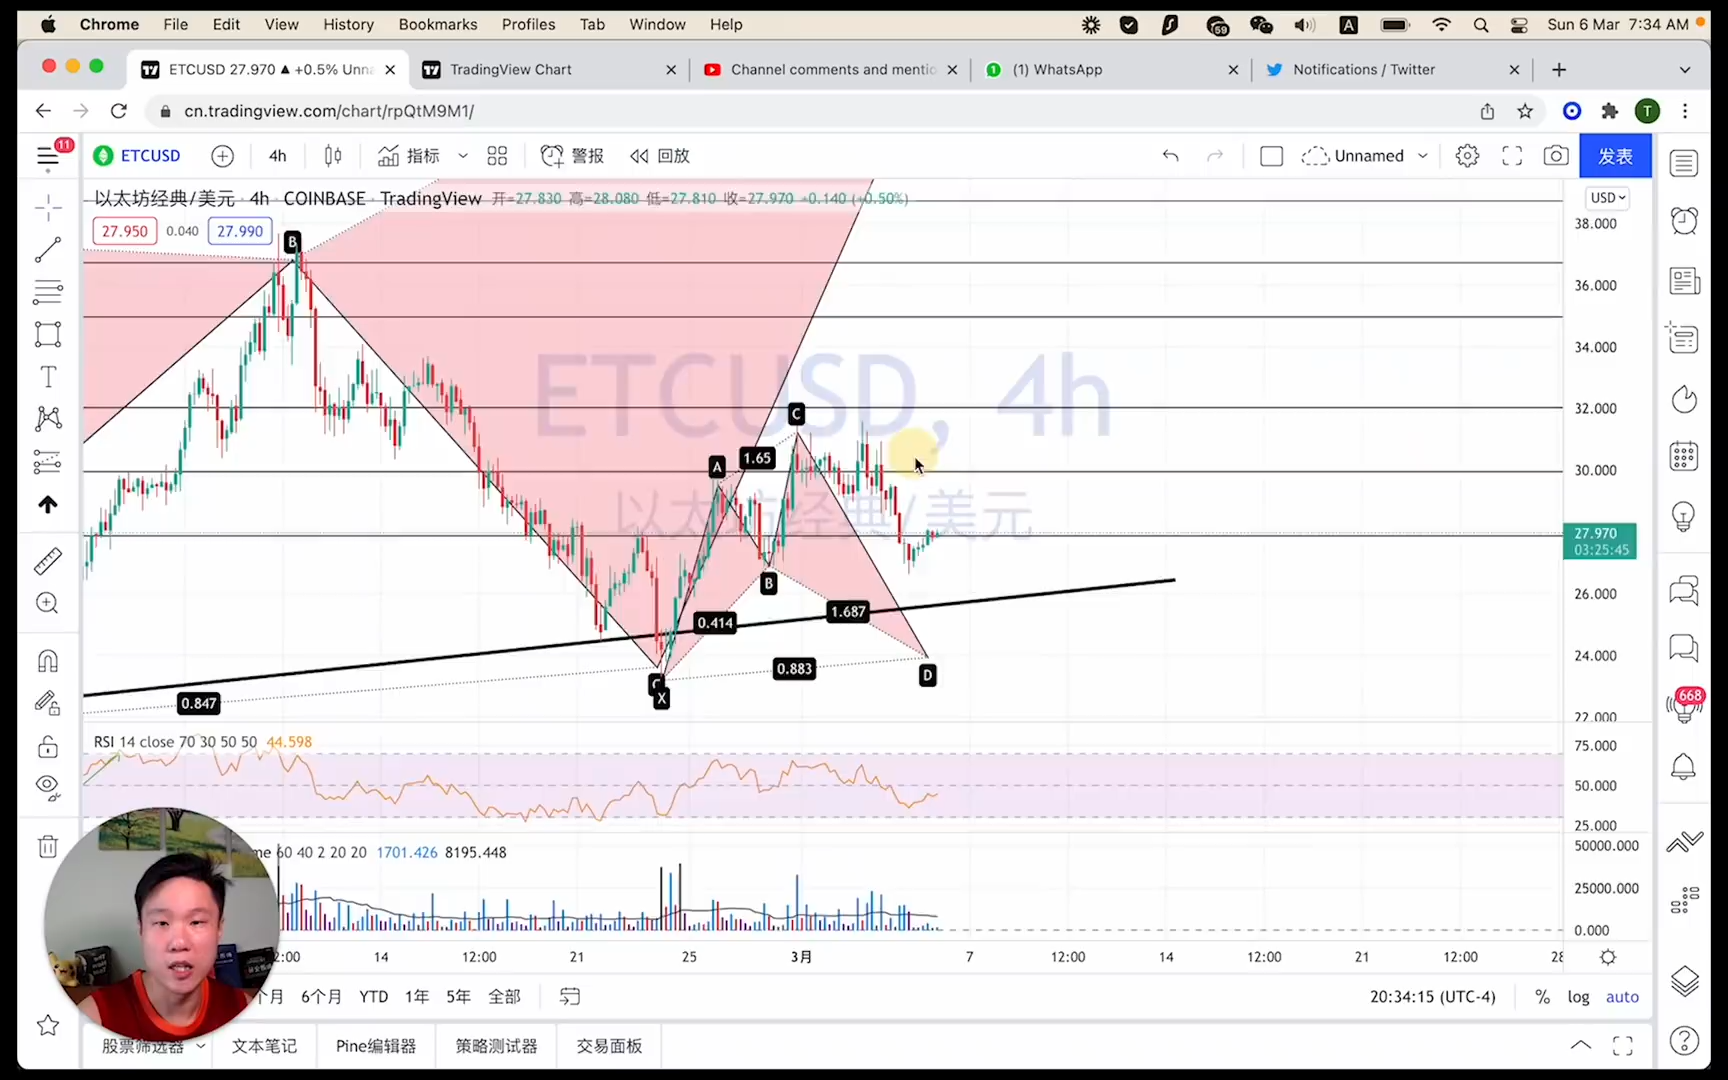 Chrome File Edit View History Bookmarks Profiles Tab Window Help 59 A Sun 6 Mar 7:34 AM
ETCUSD 27.970 ▲ +0.5% Unna TradingView Chart Channel comments and mentio (1) WhatsApp Notifications / Twitter
cn.tradingview.com/chart/rpQtM9M1/ T
11 ETCUSD 4h 指标 警报 回放 Unnamed 发表
以太坊经典/美元 · 4h · COINBASE · TradingView 开=27.830 高=28.080 低=27.810 收=27.970 +0.140 (+0.50%) USD
27.950 0.040 27.990
38.000
B
36.000
34.000
ETCUSD, 4h
32.000
C
A 1.65
30.000
以太坊经典/美元
27.970
03:25:45
B
26.000
0.414 1.687
24.000
0.883 D
X
0.847
668
22.000
RSI 14 close 70 30 50 50 44.598
75.000
50.000
25.000
me 60 40 2 20 20 1701.426 8195.448
50000.000
25000.000
0.000
2:00 14 12:00 21 25 3月 7 12:00 14 12:00 21 12:00 28
个月 6个月 YTD 1年 5年 全部 20:34:15 (UTC-4) % log auto
股票筛选器 文本笔记 Pine编辑器 策略测试器 交易面板